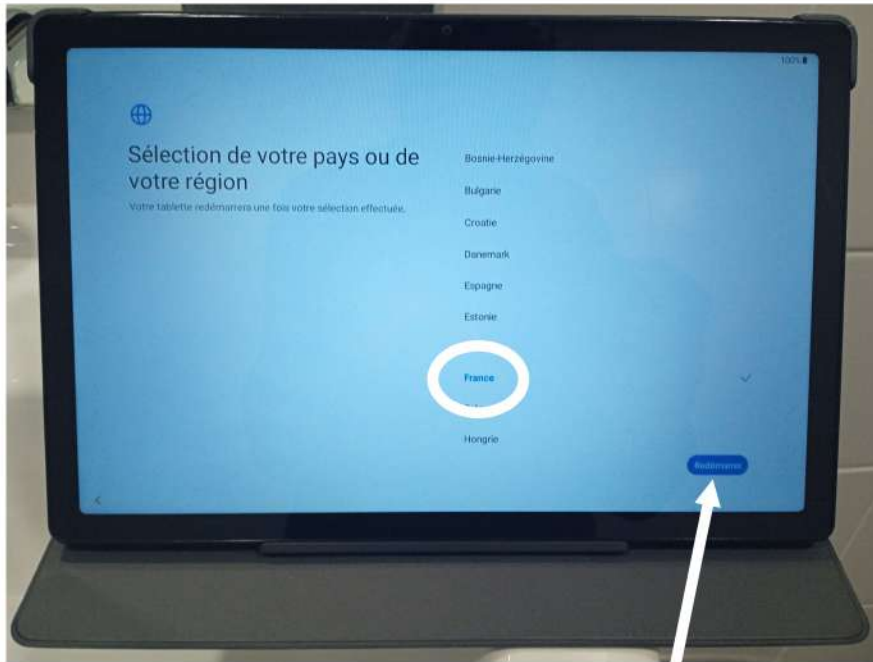 100%
Sélection de votre pays ou de
votre région
Votre tablette redémarrera une fois votre sélection effectuée.
Bosnie-Herzégovine
Bulgarie
Croatie
Danemark
Espagne
Estonie
France
Hongrie
Redémarrer